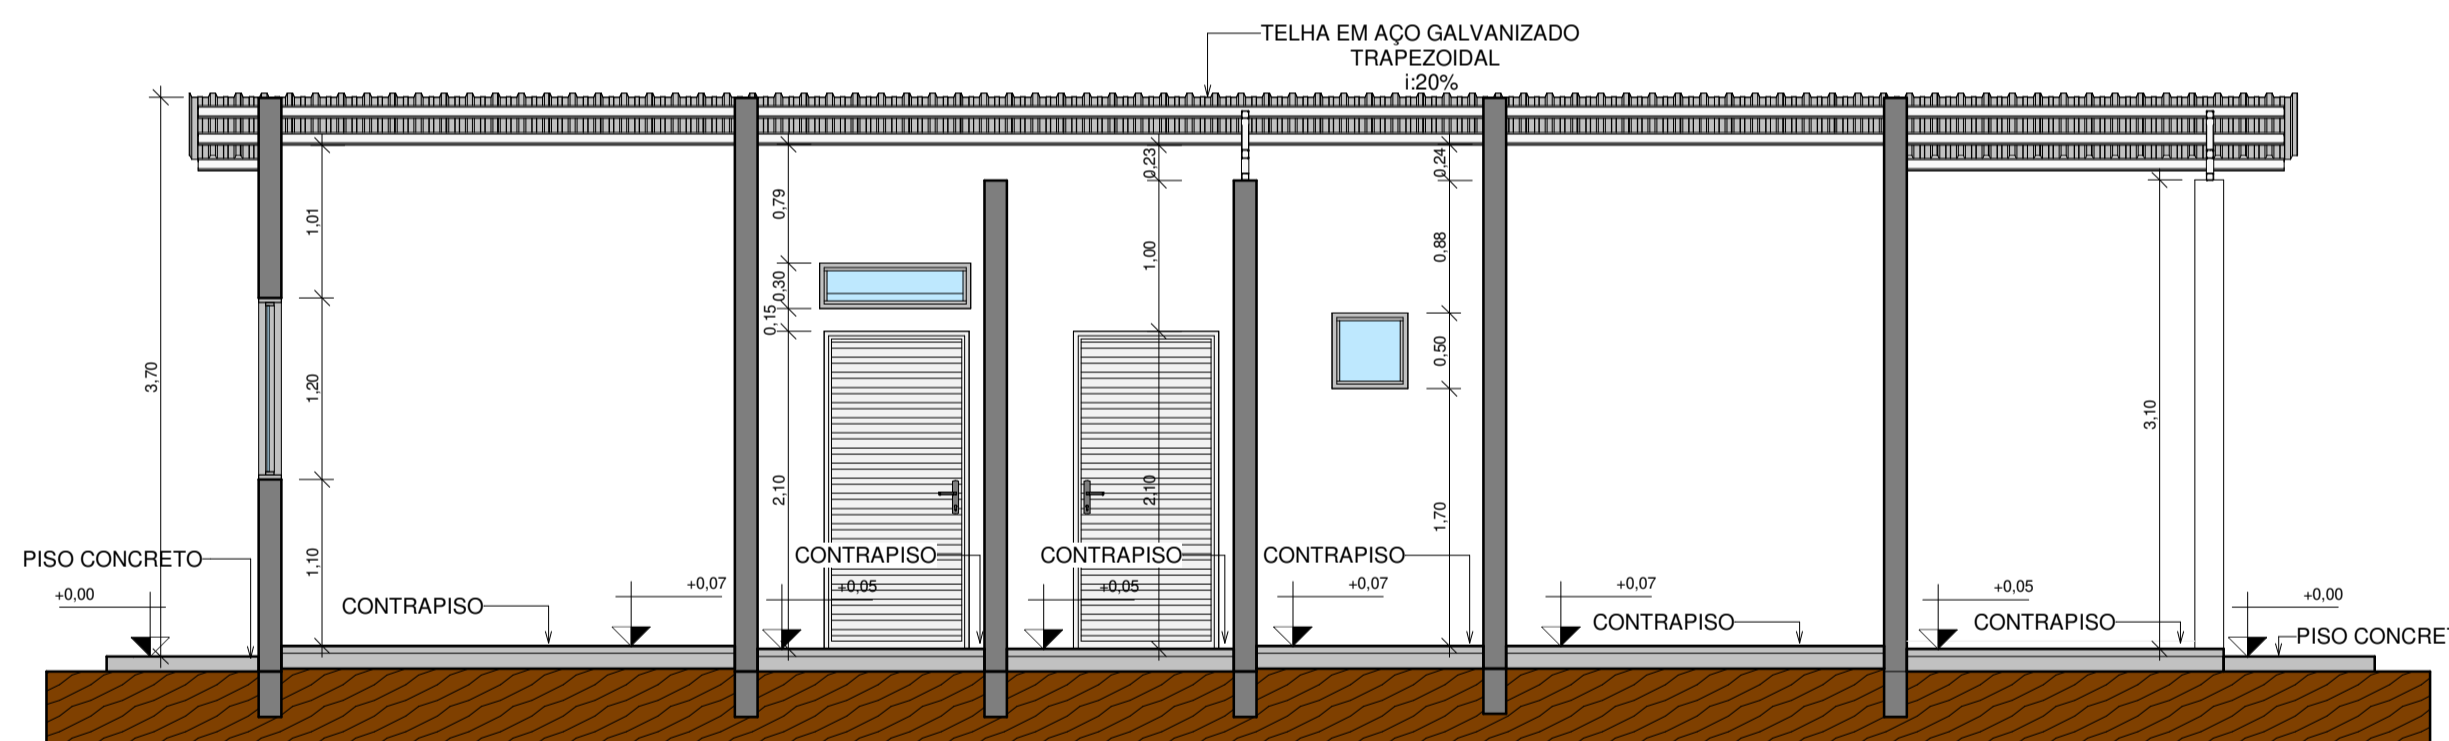 TELHA EM AÇO GALVANIZADO
TRAPEZOIDAL
i:20%
3,70
1,01
1,20
1,10
0,79
0,30
0,15
2,10
0,23
1,00
2,10
0,24
0,88
0,50
1,70
3,10
PISO CONCRETO
+0,00
CONTRAPISO
+0,07
CONTRAPISO
+0,05
CONTRAPISO
+0,05
CONTRAPISO
+0,07
+0,07
CONTRAPISO
+0,05
CONTRAPISO
+0,00
PISO CONCRE